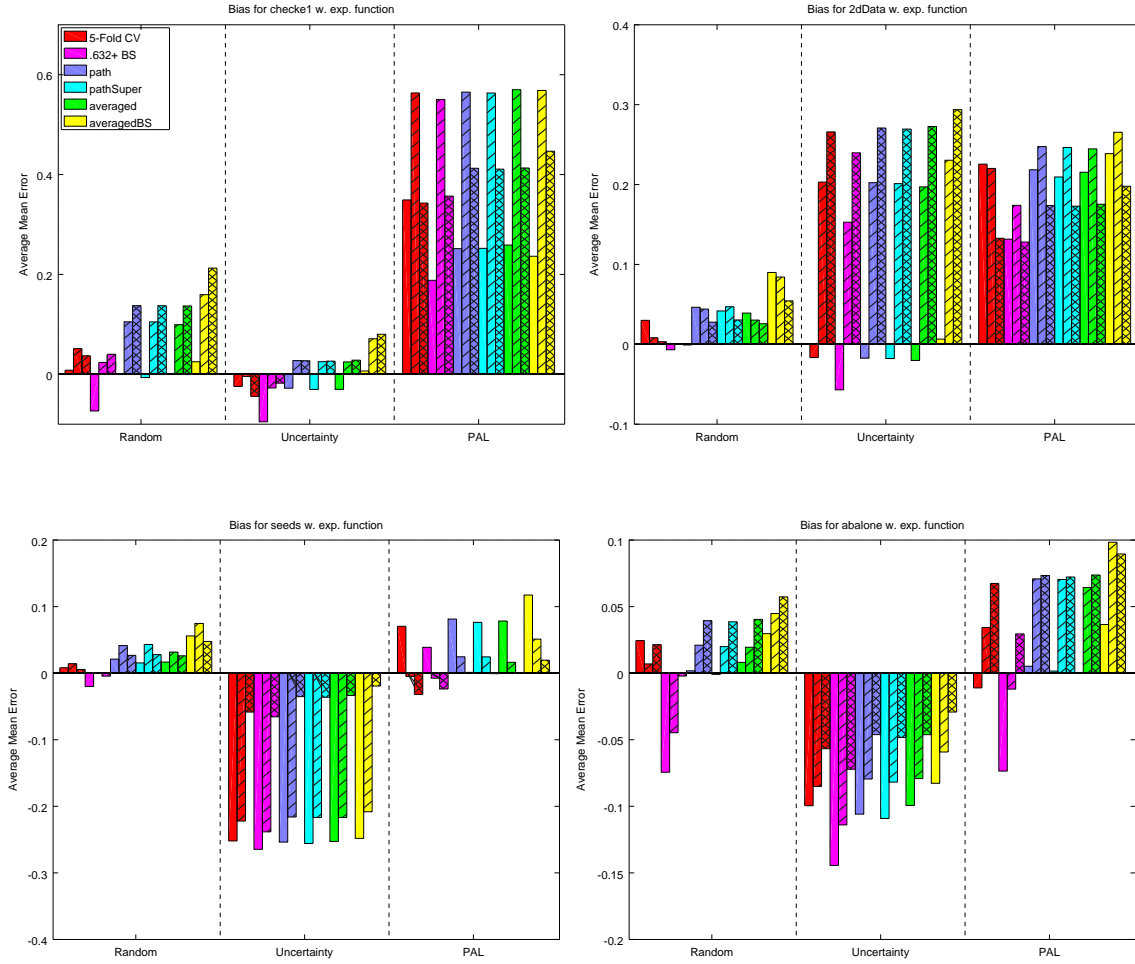 Bias for checke1 w. exp. function
5-Fold CV
.632+ BS
path
pathSuper
averaged
averagedBS
0.6
0.4
0.2
0
Average Mean Error
Random
Uncertainty
PAL
Bias for 2dData w. exp. function
0.4
0.3
0.2
0.1
0
-0.1
Average Mean Error
Random
Uncertainty
PAL
Bias for seeds w. exp. function
0.2
0.1
0
-0.1
-0.2
-0.3
-0.4
Average Mean Error
Random
Uncertainty
PAL
Bias for abalone w. exp. function
0.1
0.05
0
-0.05
-0.1
-0.15
-0.2
Average Mean Error
Random
Uncertainty
PAL